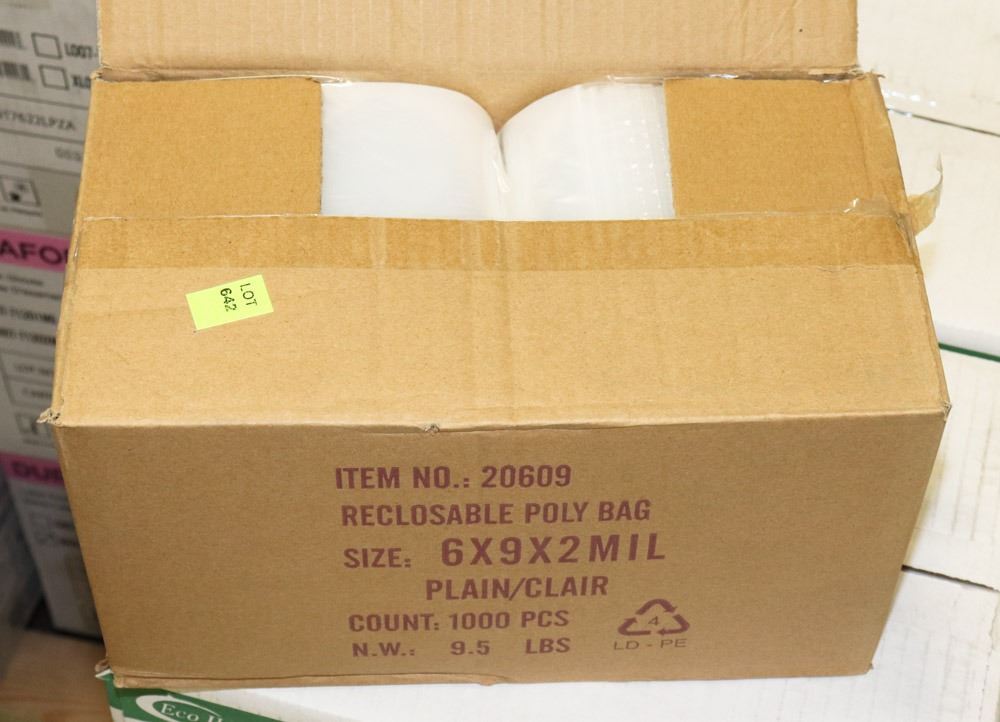 LOT
642
ITEM NO.: 20609
RECLOSABLE POLY BAG
SIZE: 6X9X2MIL
PLAIN/CLAIR
COUNT: 1000 PCS
N.W.: 9.5 LBS
4
LD - PE
Eco